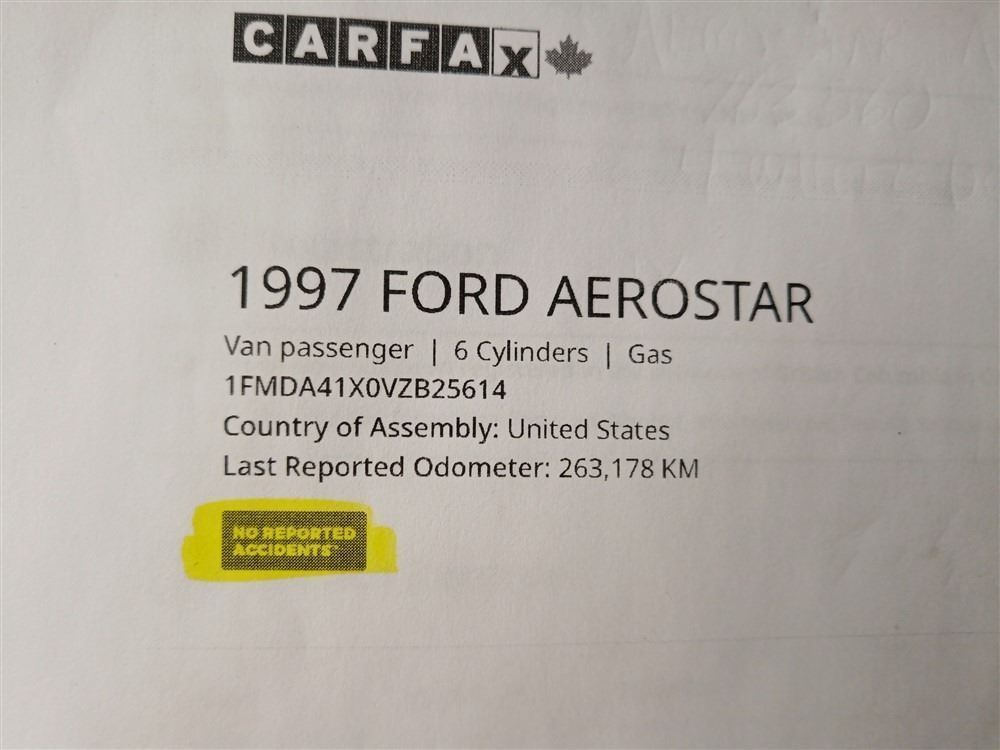 CARFAX
1997 FORD AEROSTAR
Van passenger | 6 Cylinders | Gas
1FMDA41X0VZB25614
Country of Assembly: United States
Last Reported Odometer: 263,178 KM
NO REPORTED
ACCIDENTS™